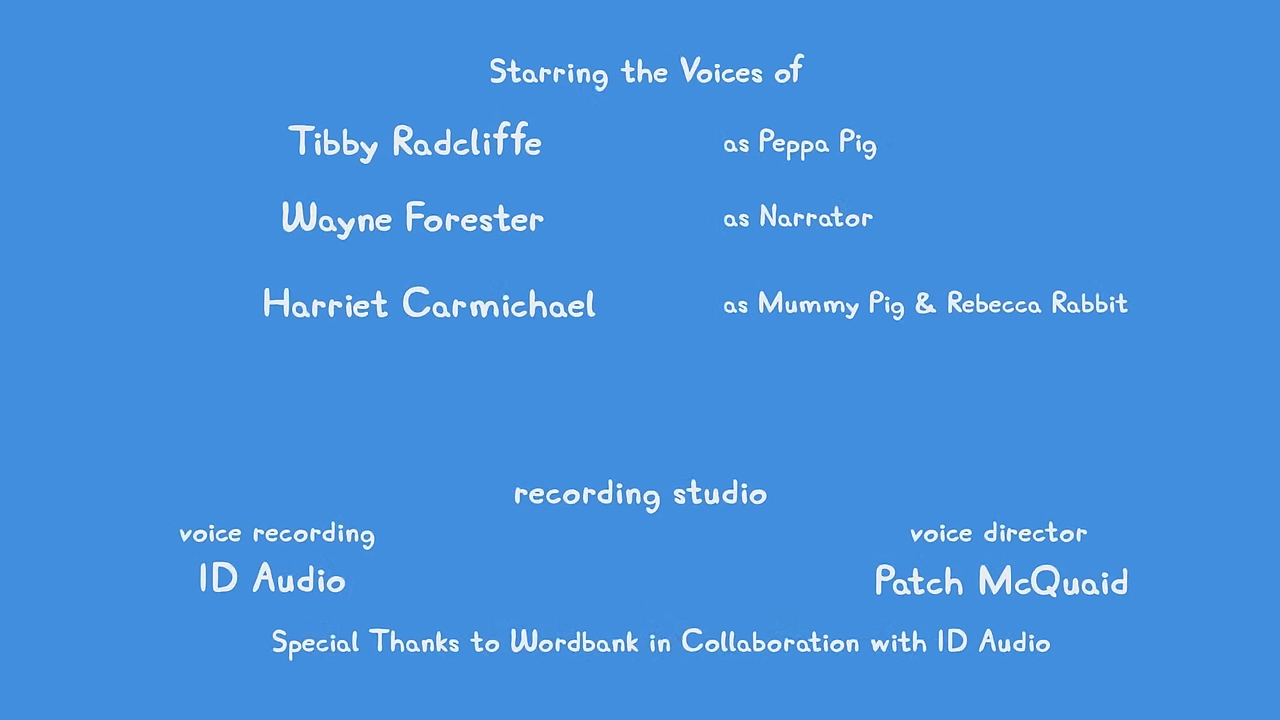 Starring the Voices of
Tibby Radcliffe as Peppa Pig
Wayne Forester as Narrator
Harriet Carmichael as Mummy Pig & Rebecca Rabbit
recording studio
voice recording voice director
ID Audio Patch McQuaid
Special Thanks to Wordbank in Collaboration with ID Audio